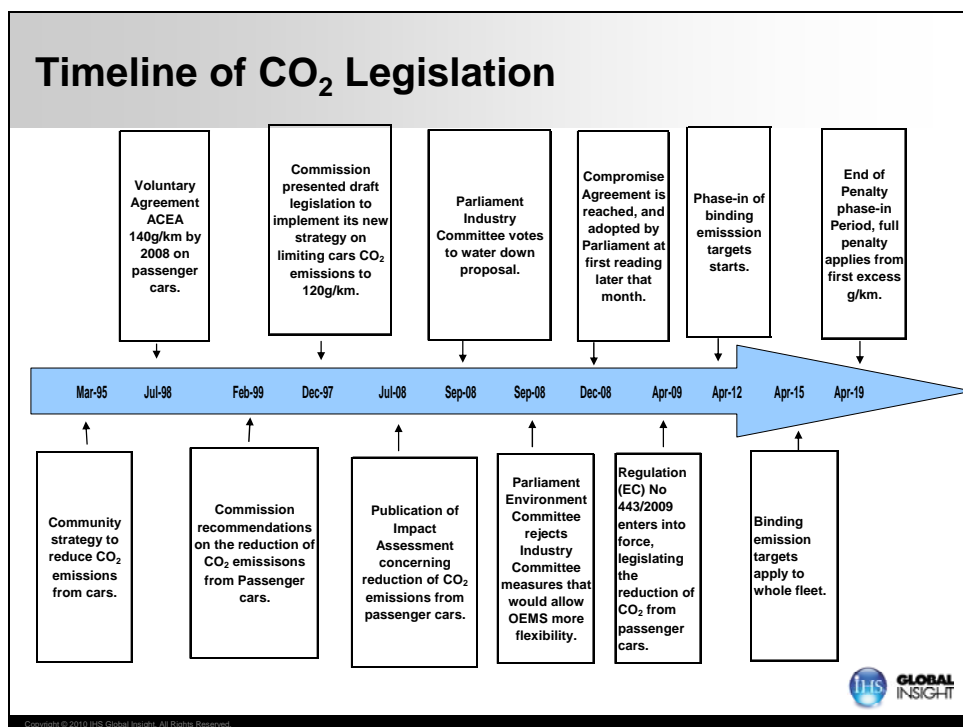 Timeline of CO2 Legislation
Voluntary
Agreement
ACEA
140g/km by
2008 on
passenger
cars.
Commission
presented draft
legislation to
implement its new
strategy on
limiting cars CO2
emissions to
120g/km.
Parliament
Industry
Committee votes
to water down
proposal.
Compromise
Agreement is
reached, and
adopted by
Parliament at
first reading
later that
month.
Phase-in of
binding
emisssion
targets
starts.
End of
Penalty
phase-in
Period, full
penalty
applies from
first excess
g/km.
Mar-95 Jul-98 Feb-99 Dec-97 Jul-08 Sep-08 Sep-08 Dec-08 Apr-09 Apr-12 Apr-15 Apr-19
Community
strategy to
reduce CO2
emissions
from cars.
Commission
recommendations
on the reduction of
CO2 emissisons
from Passenger
cars.
Publication of
Impact
Assessment
concerning
reduction of CO2
emissions from
passenger cars.
Parliament
Environment
Committee
rejects
Industry
Committee
measures that
would allow
OEMS more
flexibility.
Regulation
(EC) No
443/2009
enters into
force,
legislating
the
reduction of
CO2 from
passenger
cars.
Binding
emission
targets
apply to
whole fleet.
IHS GLOBAL
INSIGHT
Copyright © 2010 IHS Global Insight. All Rights Reserved.